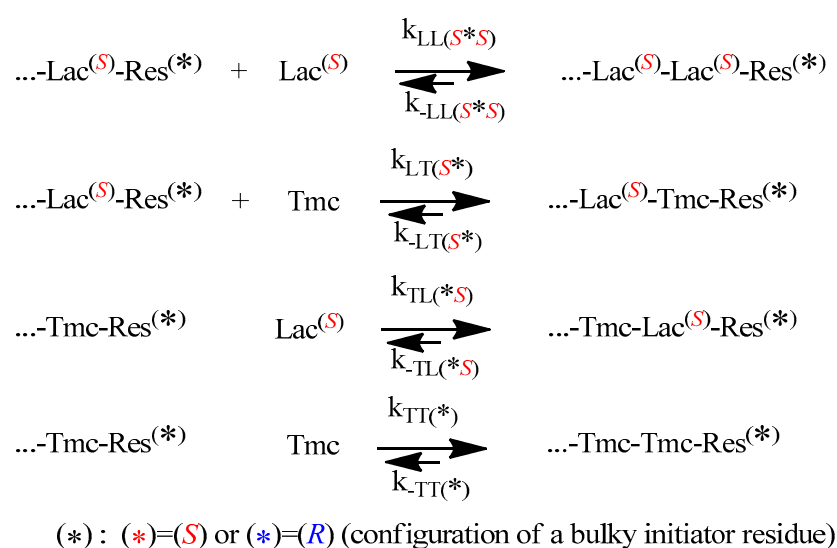 ...-Lac(S)-Res(*) + Lac(S) kLL(S*S) k-LL(S*S) ...-Lac(S)-Lac(S)-Res(*)
...-Lac(S)-Res(*) + Tmc kLT(S*) k-LT(S*) ...-Lac(S)-Tmc-Res(*)
...-Tmc-Res(*) Lac(S) kTL(*S) k-TL(*S) ...-Tmc-Lac(S)-Res(*)
...-Tmc-Res(*) Tmc kTT(*) k-TT(*) ...-Tmc-Tmc-Res(*)
(*) : (*)=(S) or (*)=(R) (configuration of a bulky initiator residue)